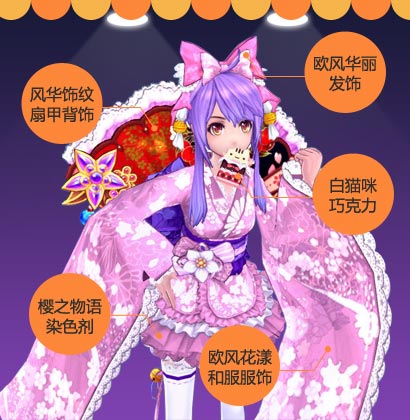 欧风华丽
发饰
风华饰纹
扇甲背饰
白猫咪
巧克力
樱之物语
染色剂
欧风花漾
和服服饰